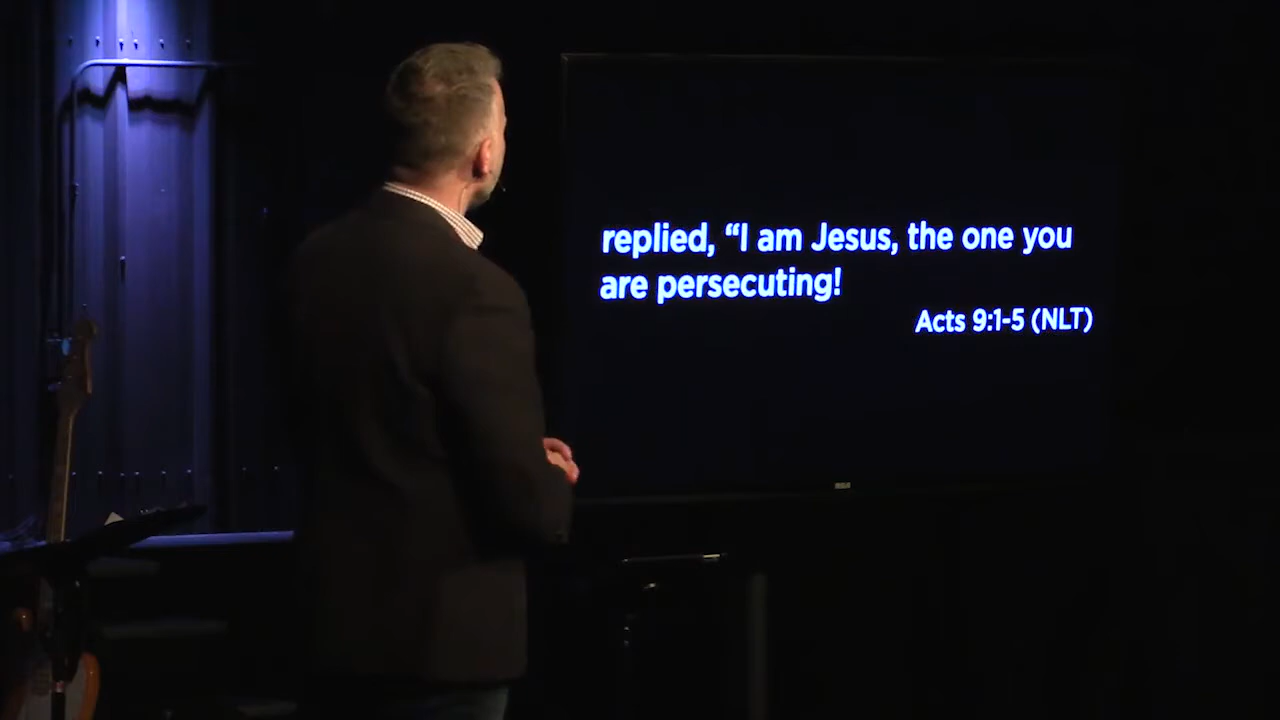 replied, “I am Jesus, the one you
are persecuting!
Acts 9:1-5 (NLT)